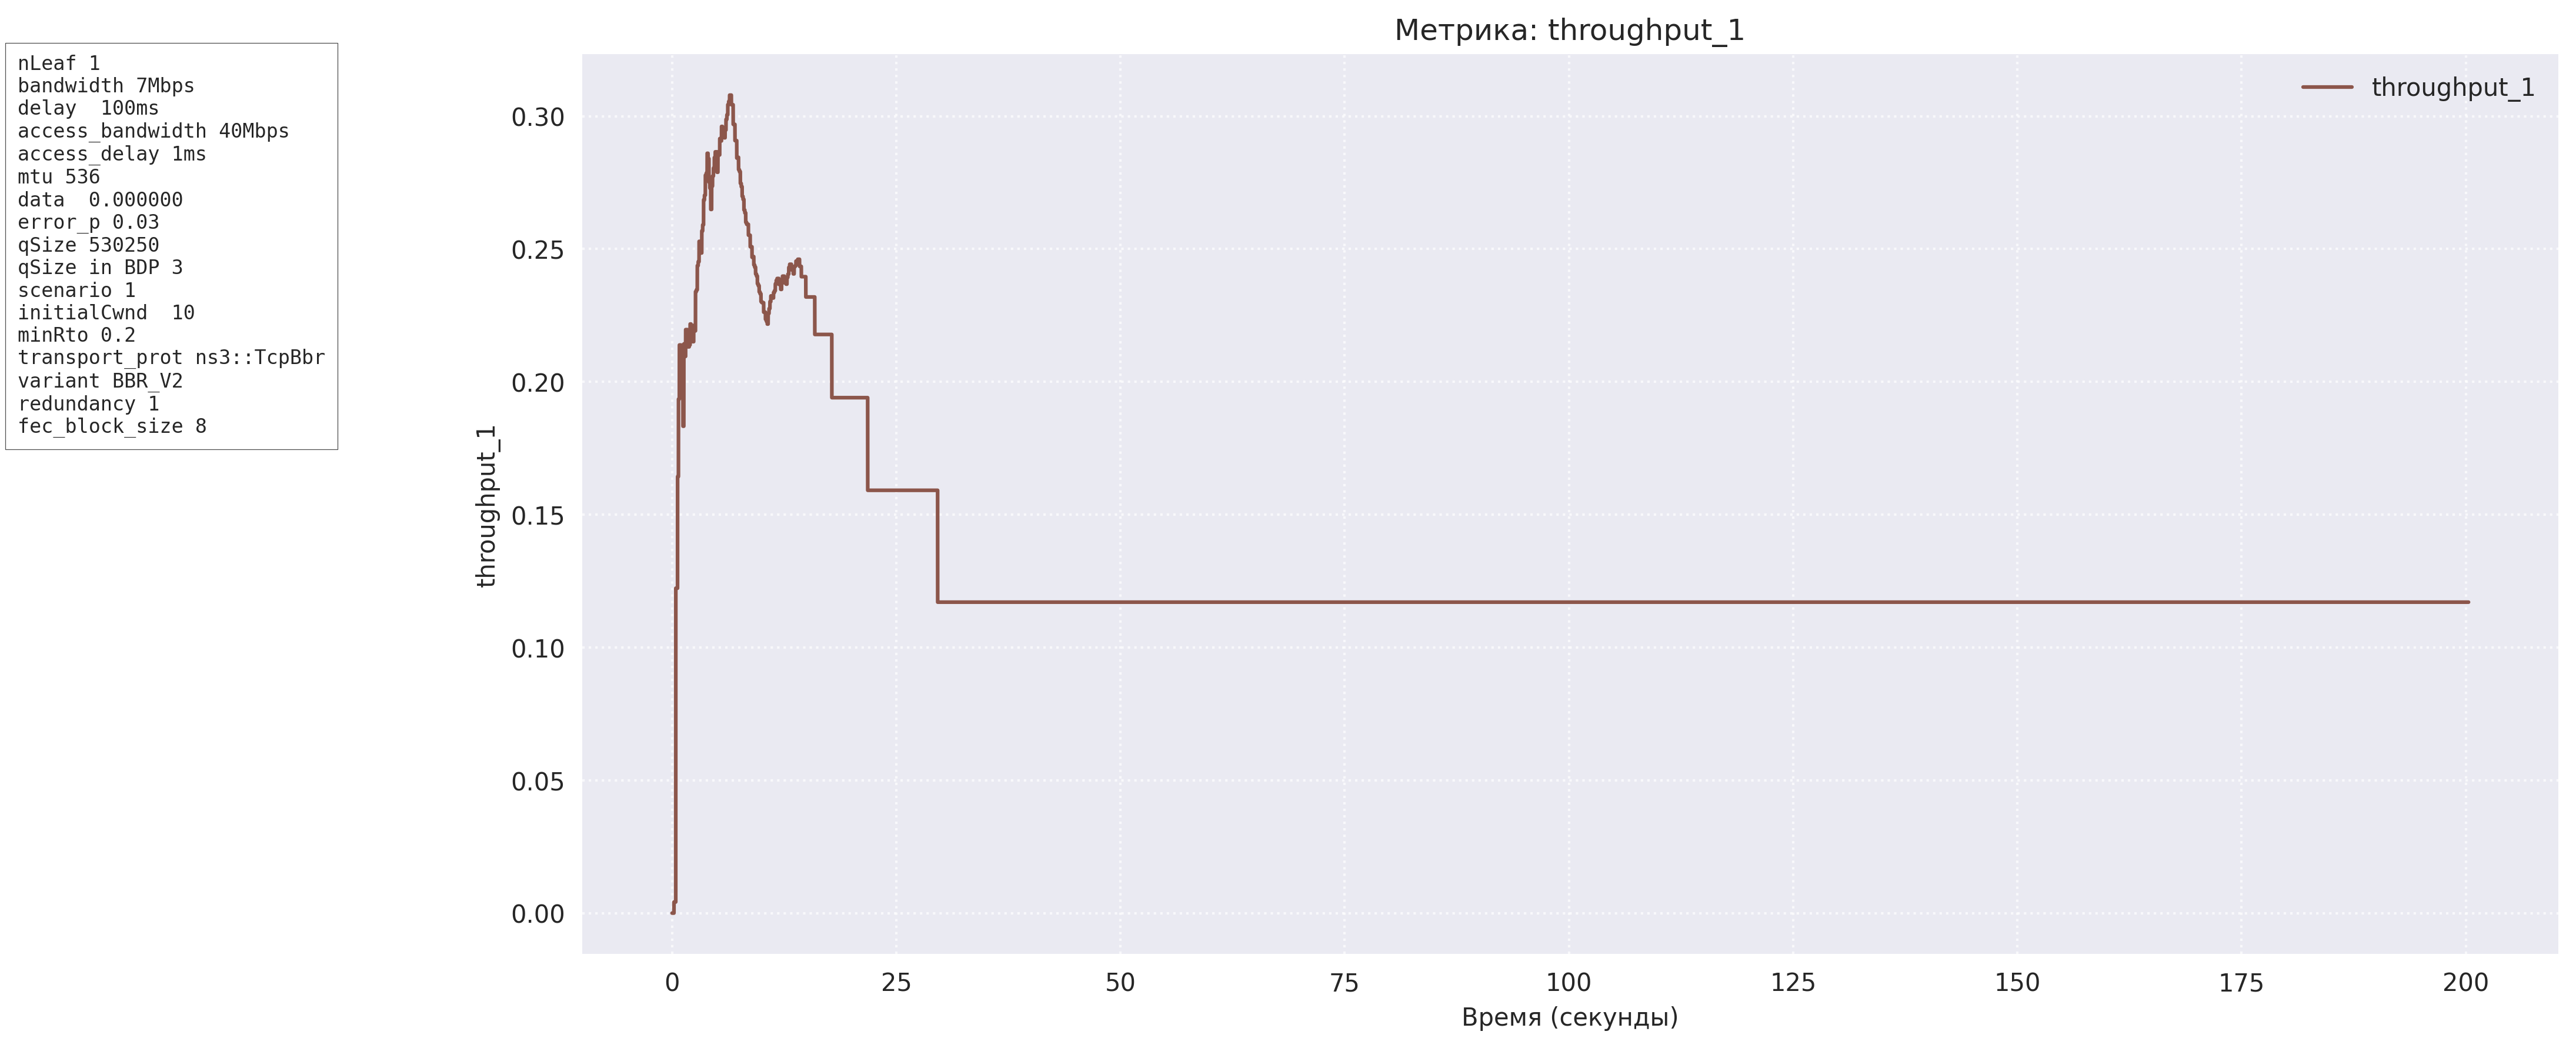 nLeaf 1
bandwidth 7Mbps
delay  100ms
access_bandwidth 40Mbps
access_delay 1ms
mtu 536
data  0.000000
error_p 0.03
qSize 530250
qSize in BDP 3
scenario 1
initialCwnd  10
minRto 0.2
transport_prot ns3::TcpBbr
variant BBR_V2
redundancy 1
fec_block_size 8
Метрика: throughput_1
throughput_1
throughput_1
0.30
0.25
0.20
0.15
0.10
0.05
0.00
0 25 50 75 100 125 150 175 200
Время (секунды)